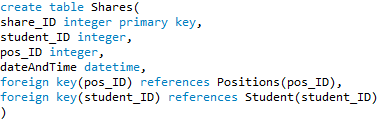 create table Shares(
share_ID integer primary key,
student_ID integer,
pos_ID integer,
dateAndTime datetime,
foreign key(pos_ID) references Positions(pos_ID),
foreign key(student_ID) references Student(student_ID)
)